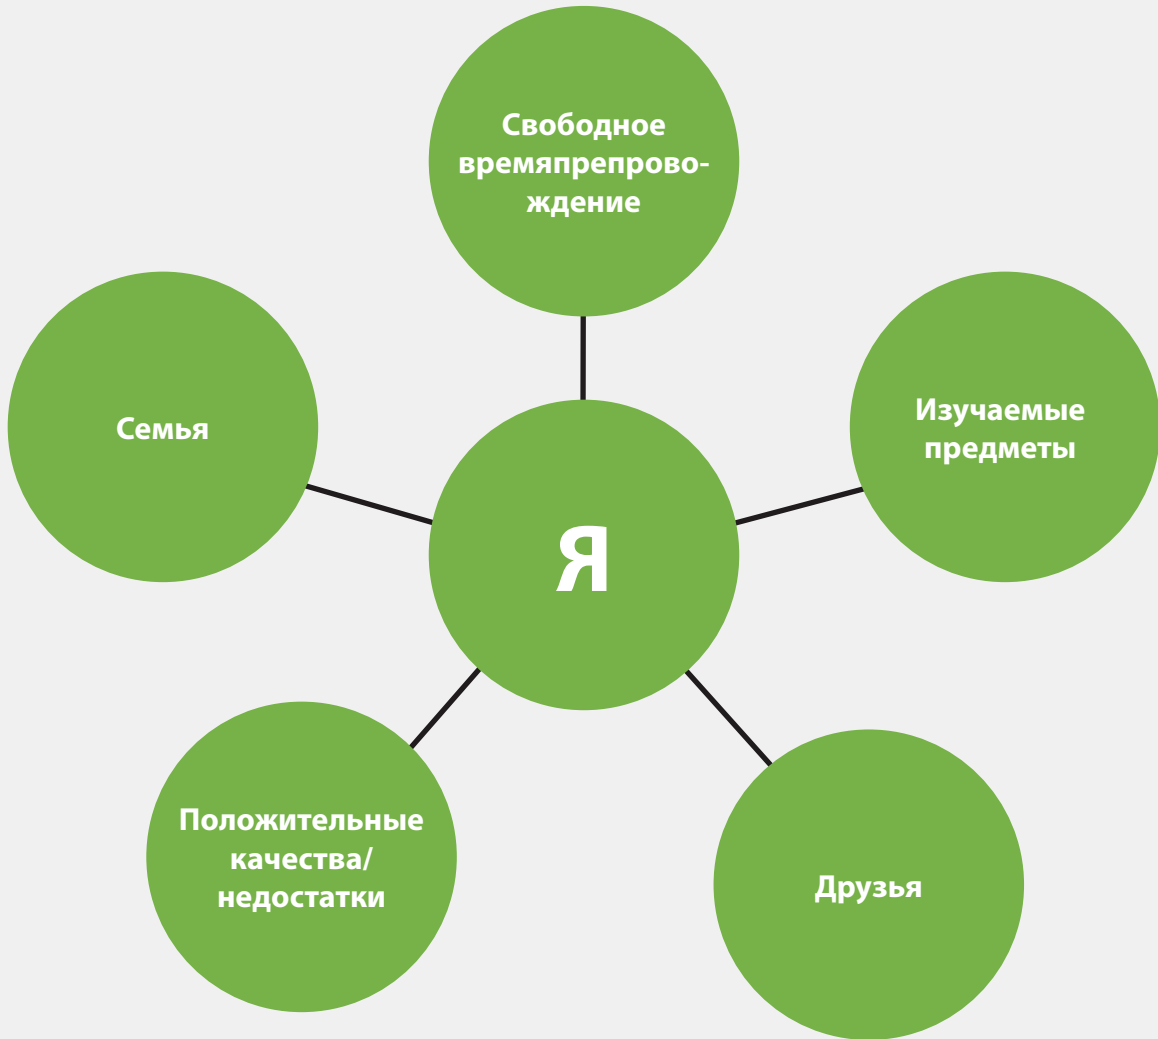 Свободное
времяпрепрово-
ждение
Семья
Изучаемые
предметы
Я
Положительные
качества/
недостатки
Друзья